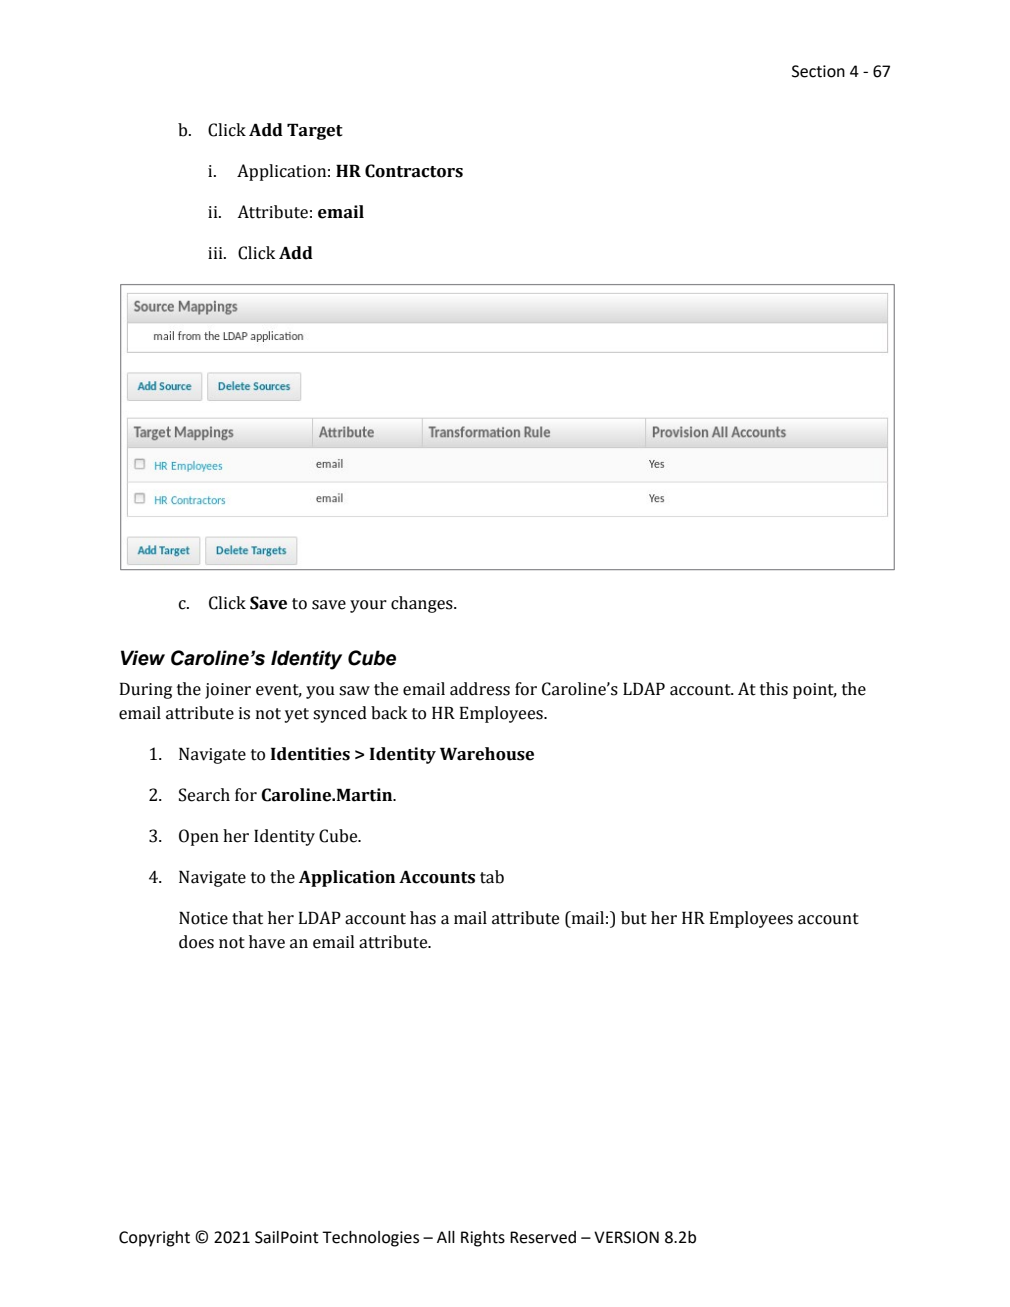 Section 4 - 67
b. Click Add Target
i. Application: HR Contractors
ii. Attribute: email
iii. Click Add
Source Mappings
mail from the LDAP application
Add Source Delete Sources
Target Mappings Attribute Transformation Rule Provision All Accounts
HR Employees email Yes
HR Contractors email Yes
Add Target Delete Targets
c. Click Save to save your changes.
View Caroline’s Identity Cube
During the joiner event, you saw the email address for Caroline’s LDAP account. At this point, the
email attribute is not yet synced back to HR Employees.
1. Navigate to Identities > Identity Warehouse
2. Search for Caroline.Martin.
3. Open her Identity Cube.
4. Navigate to the Application Accounts tab
Notice that her LDAP account has a mail attribute (mail:) but her HR Employees account
does not have an email attribute.
Copyright © 2021 SailPoint Technologies – All Rights Reserved – VERSION 8.2b